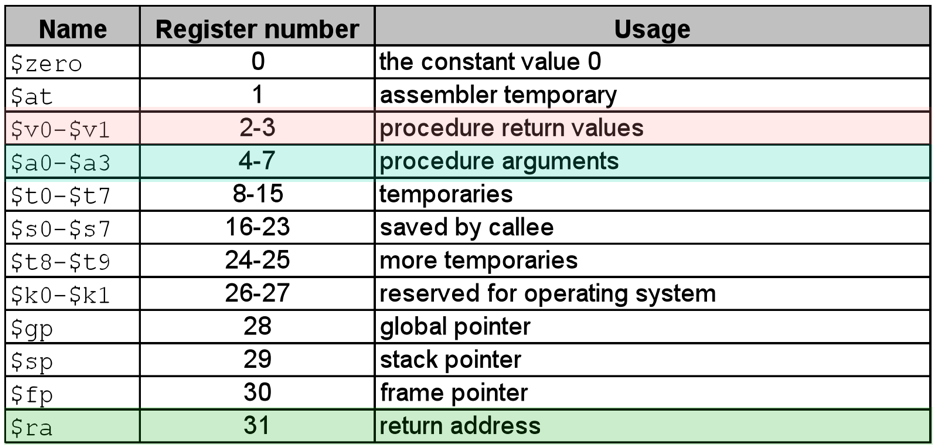 Name Register number Usage
$zero 0 the constant value 0
$at 1 assembler temporary
$v0-$v1 2-3 procedure return values
$a0-$a3 4-7 procedure arguments
$t0-$t7 8-15 temporaries
$s0-$s7 16-23 saved by callee
$t8-$t9 24-25 more temporaries
$k0-$k1 26-27 reserved for operating system
$gp 28 global pointer
$sp 29 stack pointer
$fp 30 frame pointer
$ra 31 return address